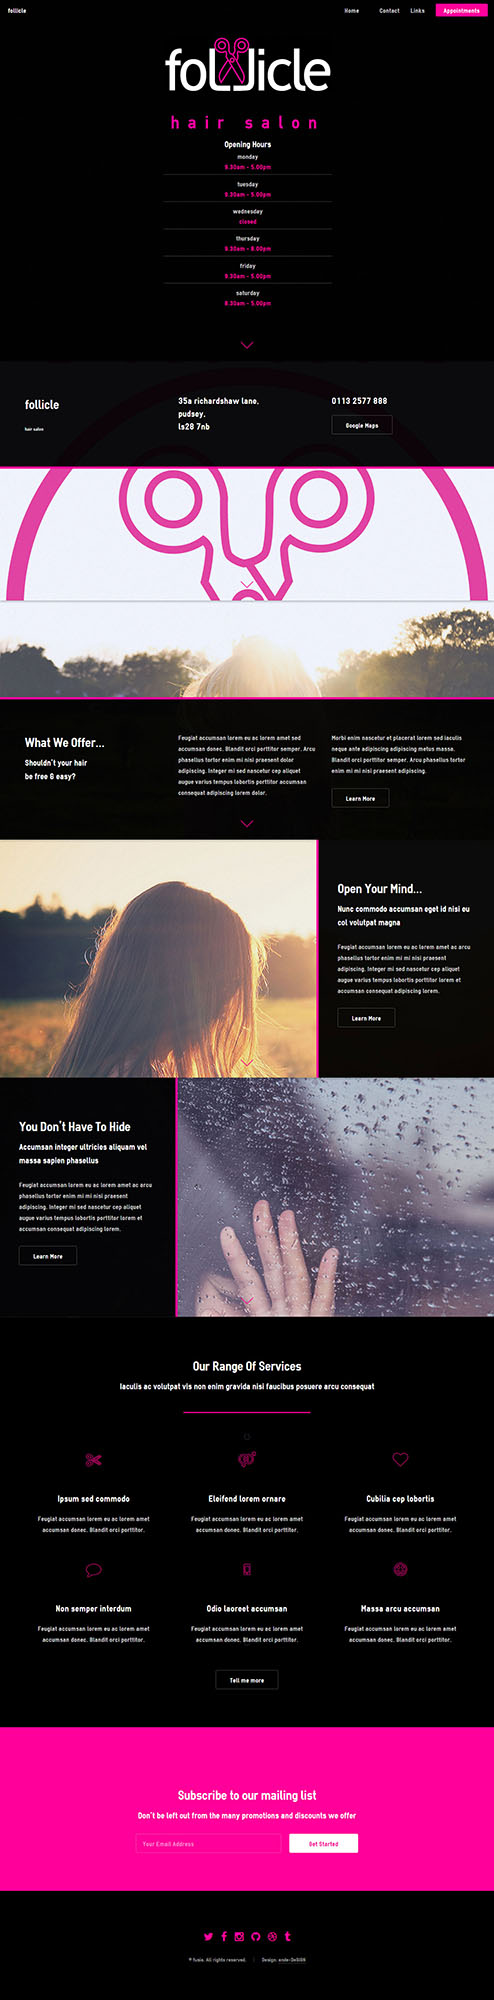 follicle
Home Contact Links Appointments
follicle
hair salon
Opening Hours
monday
9.30am - 5.00pm
tuesday
9.30am - 5.00pm
wednesday
closed
thursday
9.30am - 8.00pm
friday
9.30am - 5.00pm
saturday
8.30am - 5.00pm
follicle
hair salon
35a richardshaw lane,
pudsey,
ls28 7nb
0113 2577 888
Google Maps
What We Offer...
Shouldn't your hair
be free & easy?
Feugiat accumsan lorem eu ac lorem amet sed
accumsan donec. Blandit orci porttitor semper. Arcu
phasellus tortor enim mi nisi praesent dolor
adipiscing. Integer mi sed nascetur cep aliquet
augue varius tempus lobortis porttitor lorem et
consequat adipiscing lorem dolor.
Morbi enim nascetur et placerat lorem sed iaculis
neque ante adipiscing adipiscing metus massa.
Blandit orci porttitor semper. Arcu phasellus tortor
enim mi nisi praesent adipiscing.
Learn More
Open Your Mind...
Nunc commodo accumsan eget id nisi eu
col volutpat magna
Feugiat accumsan lorem eu ac lorem amet ac arcu
phasellus tortor enim mi mi nisi praesent
adipiscing. Integer mi sed nascetur cep aliquet
augue varius tempus lobortis porttitor lorem et
accumsan consequat adipiscing lorem.
Learn More
You Don't Have To Hide
Accumsan integer ultricies aliquam vel
massa sapien phasellus
Feugiat accumsan lorem eu ac lorem amet ac arcu
phasellus tortor enim mi mi nisi praesent
adipiscing. Integer mi sed nascetur cep aliquet
augue varius tempus lobortis porttitor lorem et
accumsan consequat adipiscing lorem.
Learn More
Our Range Of Services
Iaculis ac volutpat vis non enim gravida nisi faucibus posuere arcu consequat
Ipsum sed commodo
Feugiat accumsan lorem eu ac lorem amet
accumsan donec. Blandit orci porttitor.
Eleifend lorem ornare
Feugiat accumsan lorem eu ac lorem amet
accumsan donec. Blandit orci porttitor.
Cubilia cep lobortis
Feugiat accumsan lorem eu ac lorem amet
accumsan donec. Blandit orci porttitor.
Non semper interdum
Feugiat accumsan lorem eu ac lorem amet
accumsan donec. Blandit orci porttitor.
Odio laoreet accumsan
Feugiat accumsan lorem eu ac lorem amet
accumsan donec. Blandit orci porttitor.
Massa arcu accumsan
Feugiat accumsan lorem eu ac lorem amet
accumsan donec. Blandit orci porttitor.
Tell me more
Subscribe to our mailing list
Don't be left out from the many promotions and discounts we offer
Your Email Address
Get Started
All rights reserved. Design: